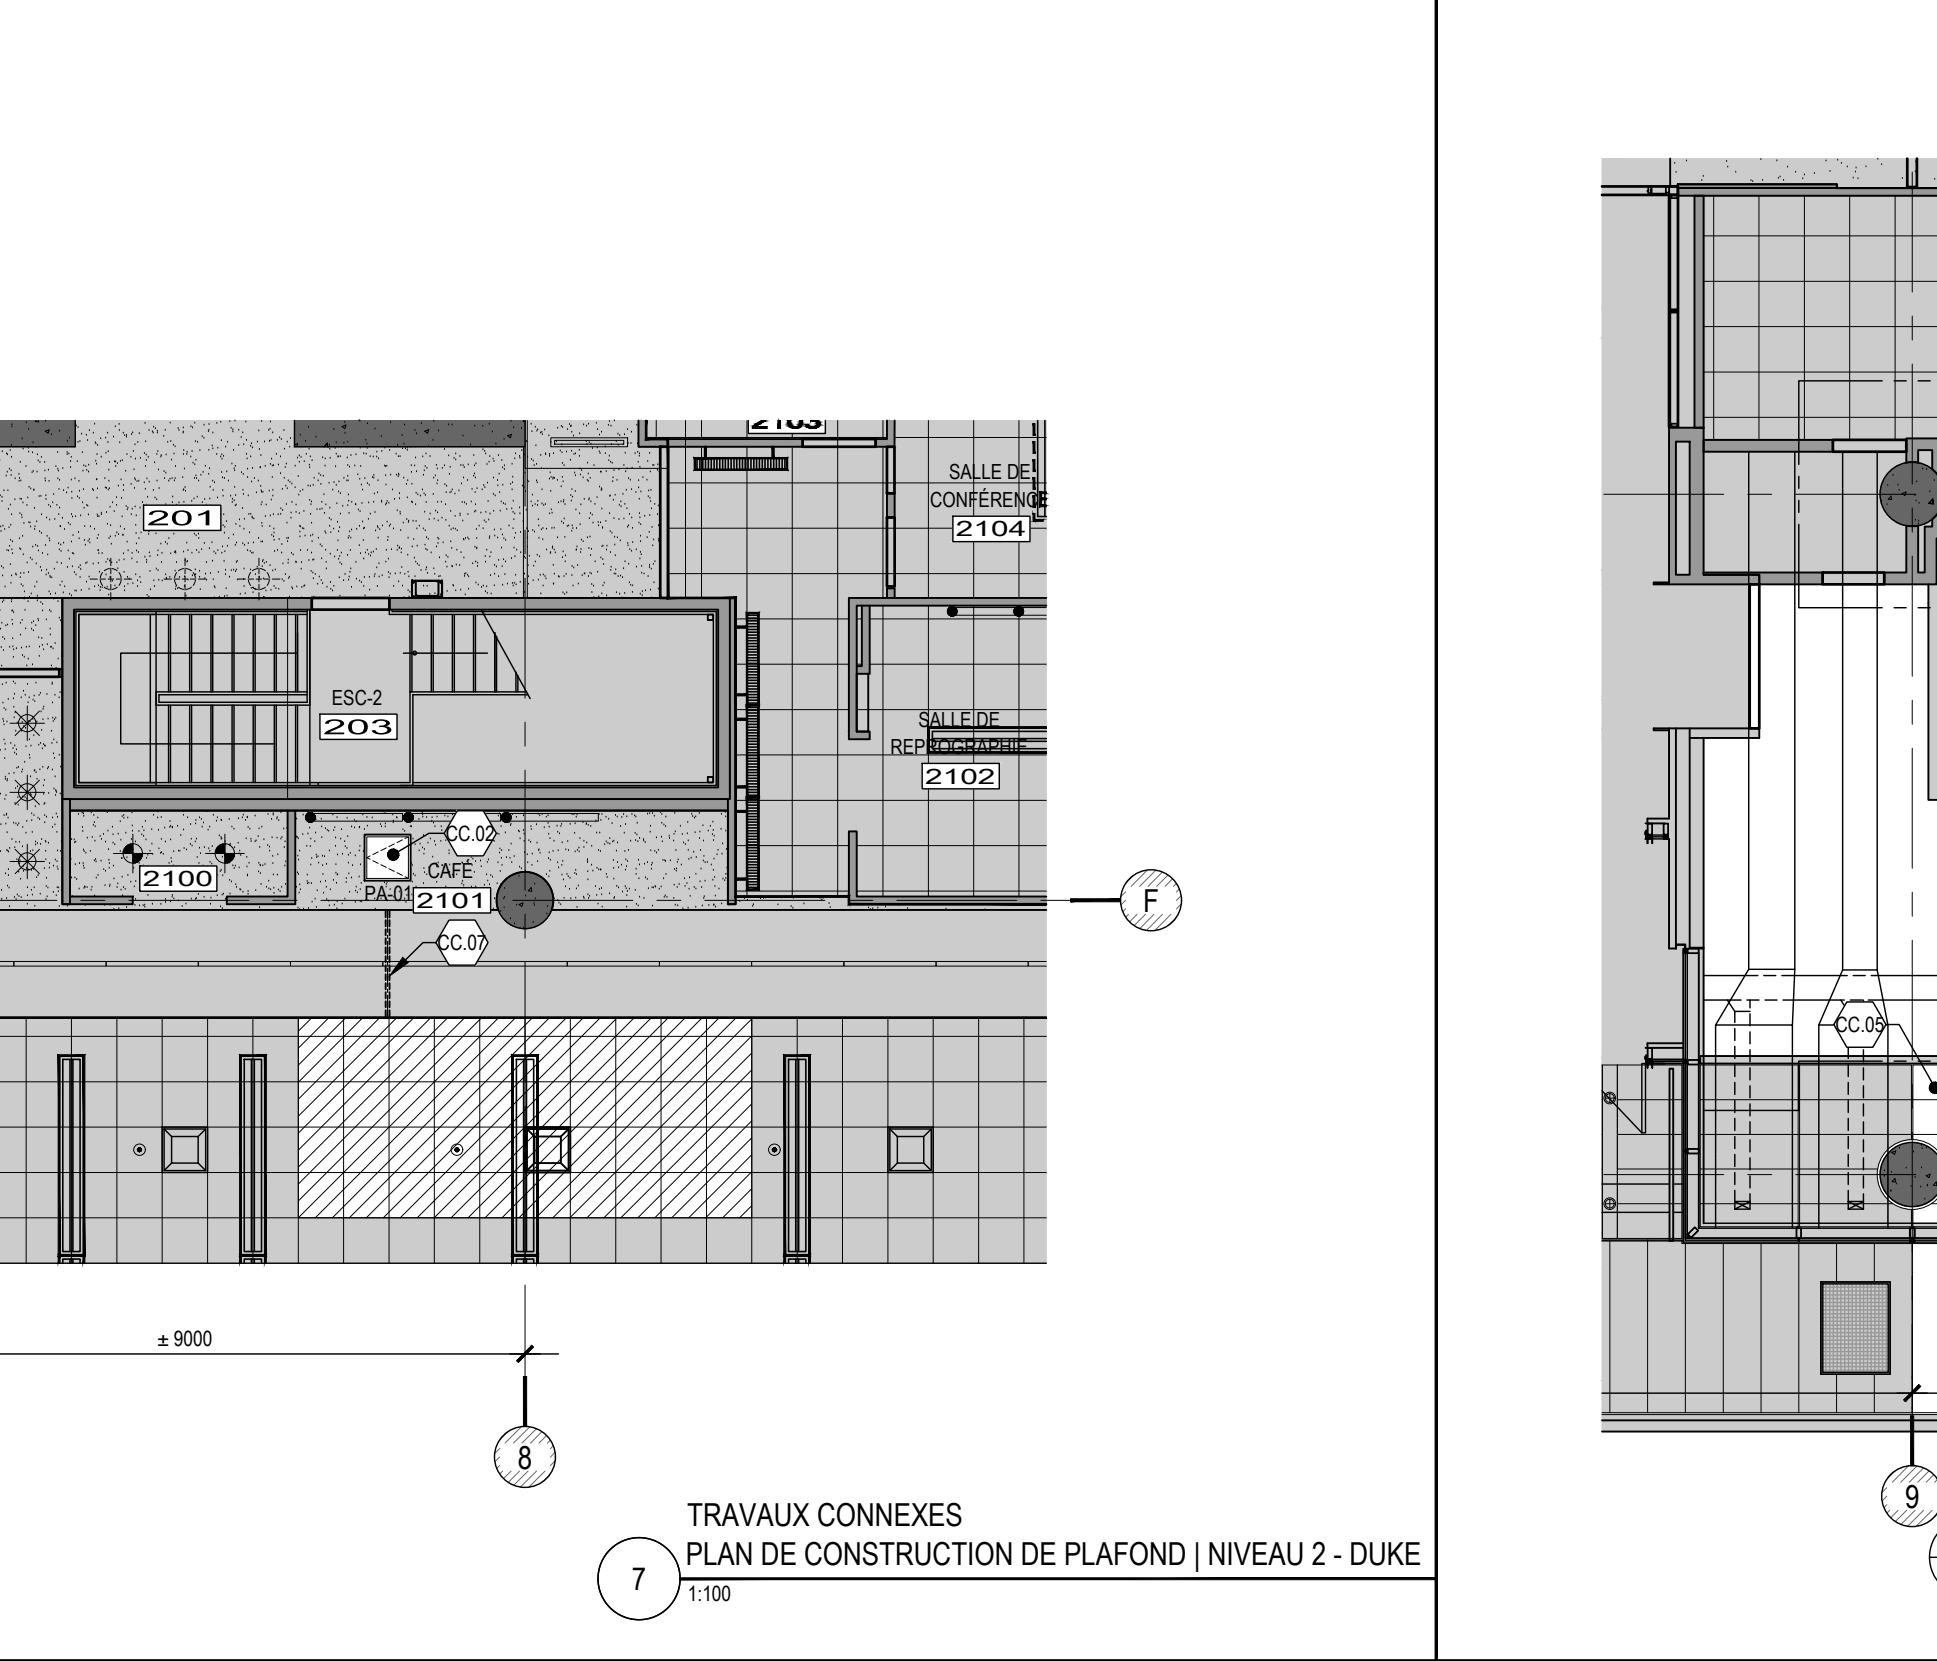 2103
SALLE DE
CONFÉRENCE
2104
201
ESC-2
203
SALLE DE
REPROGRAPHIE
2102
CC.02
CAFÉ
2100
PA-01
2101
F
CC.07
CC.05
± 9000
8
9
TRAVAUX CONNEXES
PLAN DE CONSTRUCTION DE PLAFOND | NIVEAU 2 - DUKE
7
1:100